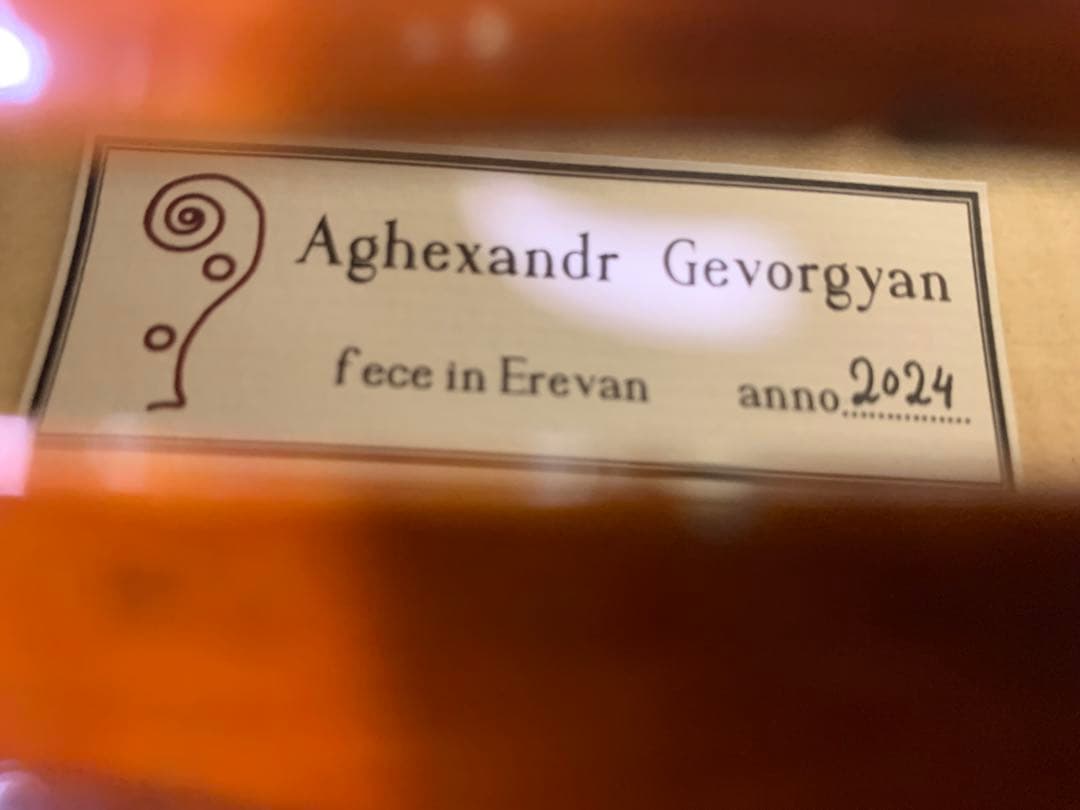 Aghexandr Gevorgyan
fece in Erevan anno 2024